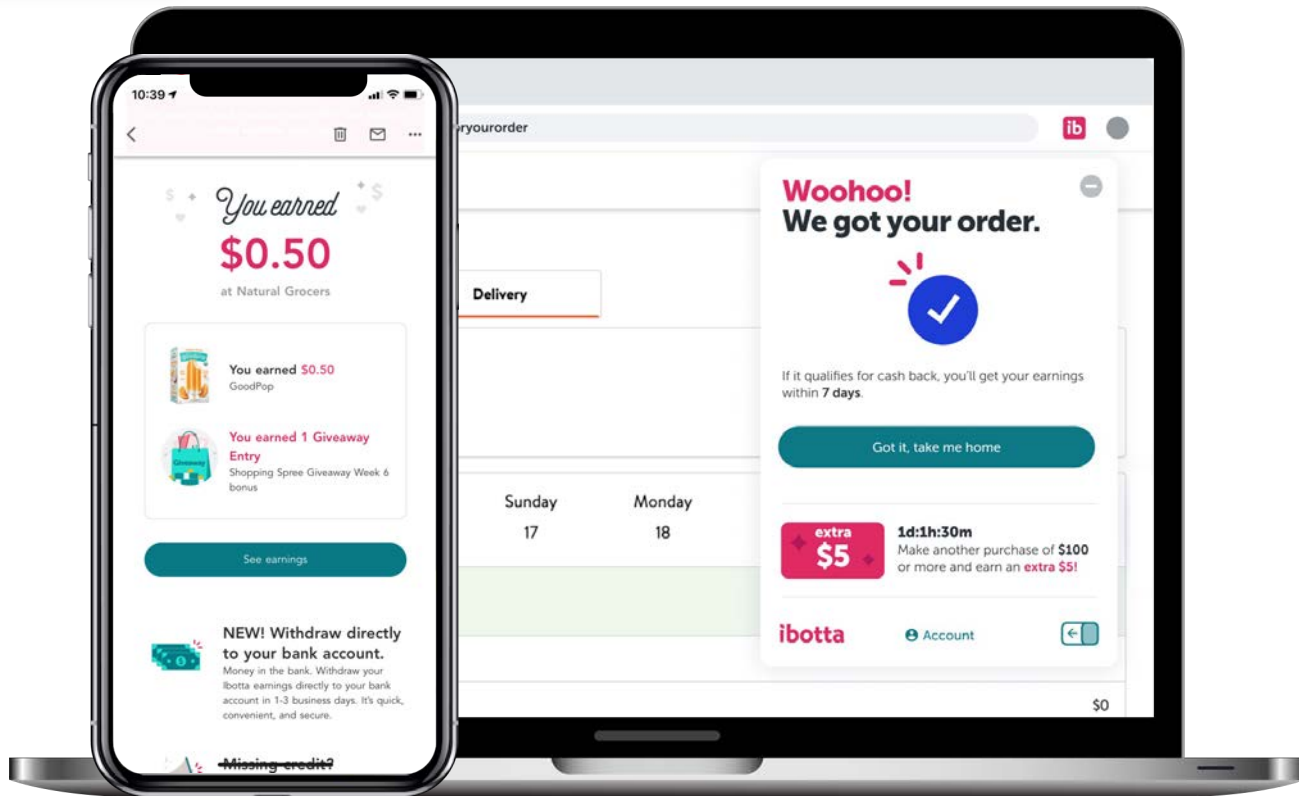 10:39
You earned
$0.50
at Natural Grocers
You earned $0.50
GoodPop
Giveaway
You earned 1 Giveaway
Entry
Shopping Spree Giveaway Week 6
bonus
See earnings
NEW! Withdraw directly
to your bank account.
Money in the bank. Withdraw your
Ibotta earnings directly to your bank
account in 1-3 business days. It's quick,
convenient, and secure.
Missing credit?
ryourorder
ib
Delivery
Sunday
Monday
17
18
$0
Woohoo!
We got your order.
If it qualifies for cash back, you'll get your earnings
within 7 days.
Got it, take me home
extra
$5
1d:1h:30m
Make another purchase of $100
or more and earn an extra $5!
ibotta
Account